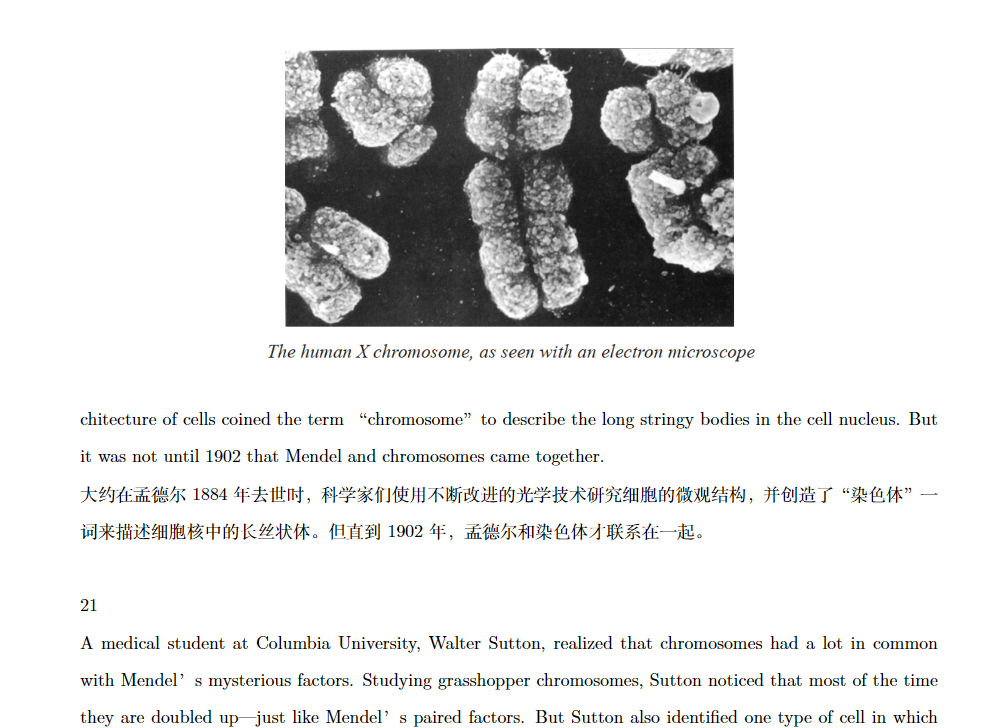 The human X chromosome, as seen with an electron microscope
chitecture of cells coined the term “chromosome” to describe the long stringy bodies in the cell nucleus. But
it was not until 1902 that Mendel and chromosomes came together.
大约在孟德尔 1884 年去世时，科学家们使用不断改进的光学技术研究细胞的微观结构，并创造了“染色体”一
词来描述细胞核中的长丝状体。但直到 1902 年，孟德尔和染色体才联系在一起。
21
A medical student at Columbia University, Walter Sutton, realized that chromosomes had a lot in common
with Mendel’s mysterious factors. Studying grasshopper chromosomes, Sutton noticed that most of the time
they are doubled up—just like Mendel’s paired factors. But Sutton also identified one type of cell in which